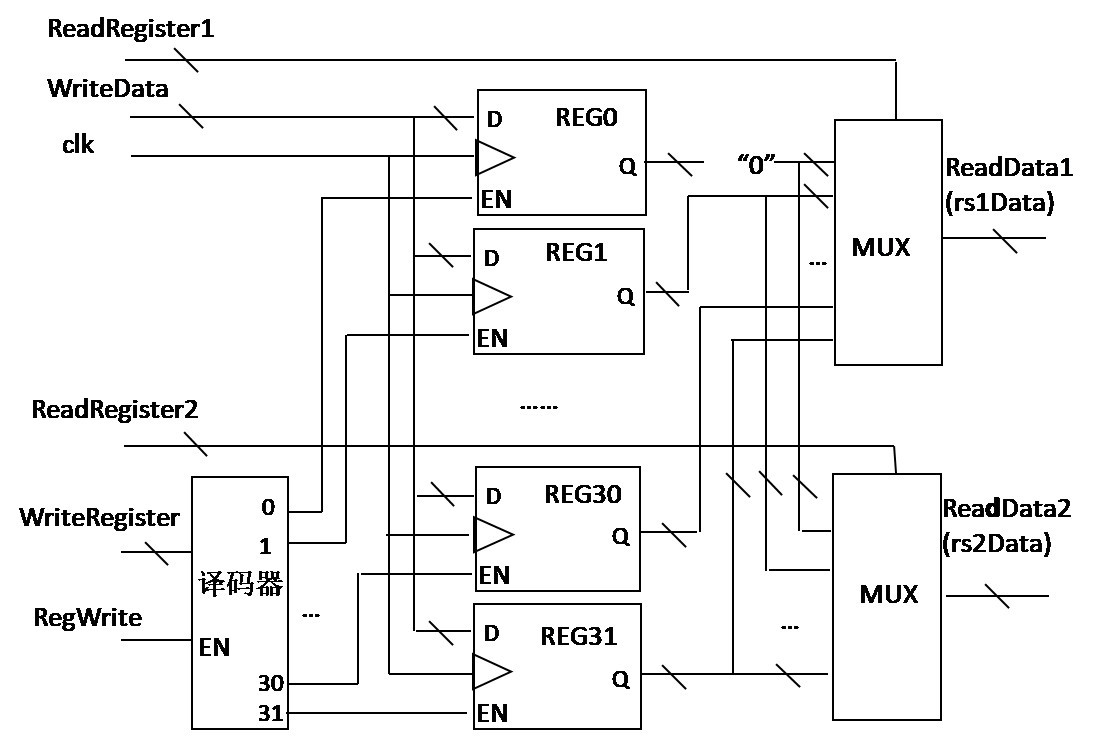 ReadRegister1
WriteData
clk
D
REG0
Q
EN
“0”
MUX
ReadData1
(rs1Data)
...
D
REG1
Q
EN
......
ReadRegister2
WriteRegister
RegWrite
0
1
译码器
...
EN
30
31
D
REG30
Q
EN
D
REG31
Q
EN
MUX
...
ReadData2
(rs2Data)